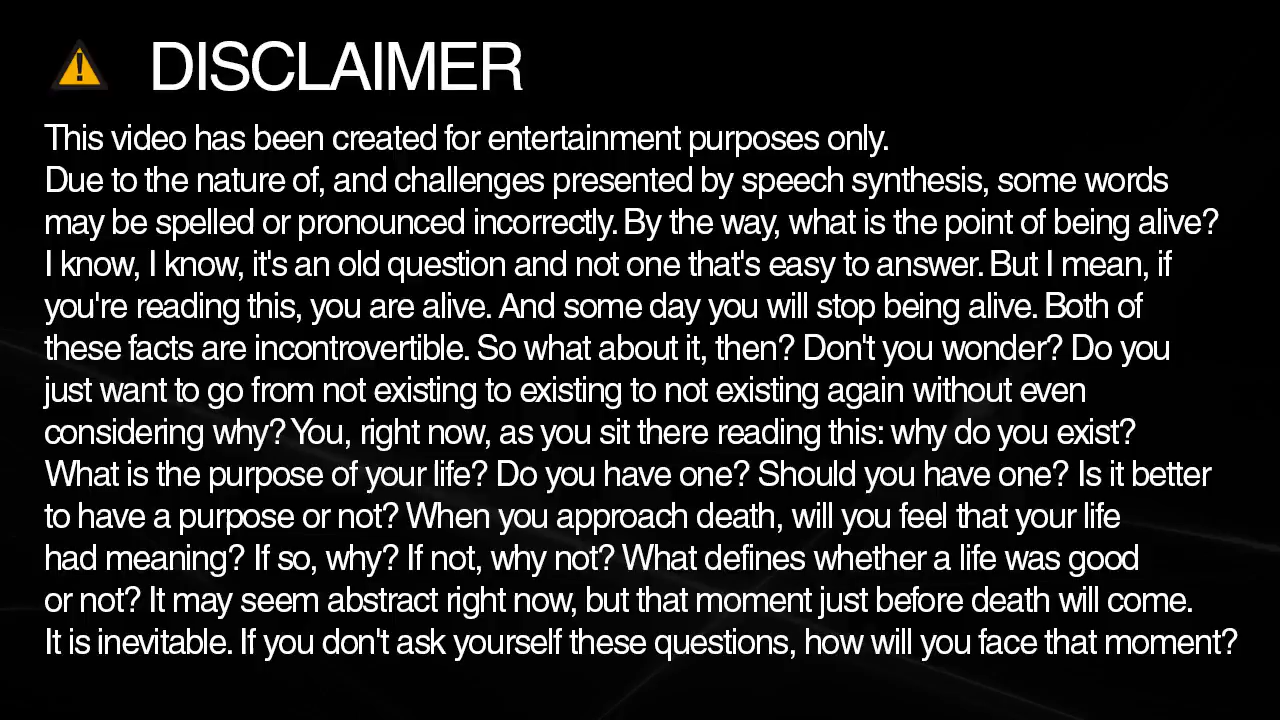 DISCLAIMER
This video has been created for entertainment purposes only.
Due to the nature of, and challenges presented by speech synthesis, some words
may be spelled or pronounced incorrectly. By the way, what is the point of being alive?
I know, I know, it's an old question and not one that's easy to answer. But I mean, if
you're reading this, you are alive. And some day you will stop being alive. Both of
these facts are incontrovertible. So what about it, then? Don't you wonder? Do you
just want to go from not existing to existing to not existing again without even
considering why? You, right now, as you sit there reading this: why do you exist?
What is the purpose of your life? Do you have one? Should you have one? Is it better
to have a purpose or not? When you approach death, will you feel that your life
had meaning? If so, why? If not, why not? What defines whether a life was good
or not? It may seem abstract right now, but that moment just before death will come.
It is inevitable. If you don't ask yourself these questions, how will you face that moment?